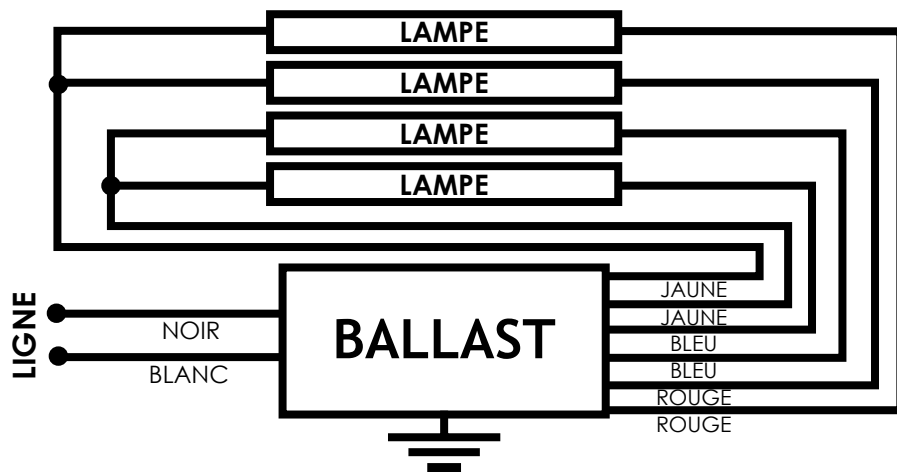 LAMPE
LAMPE
LAMPE
LAMPE
LIGNE
NOIR
BLANC
BALLAST
JAUNE
JAUNE
BLEU
BLEU
ROUGE
ROUGE